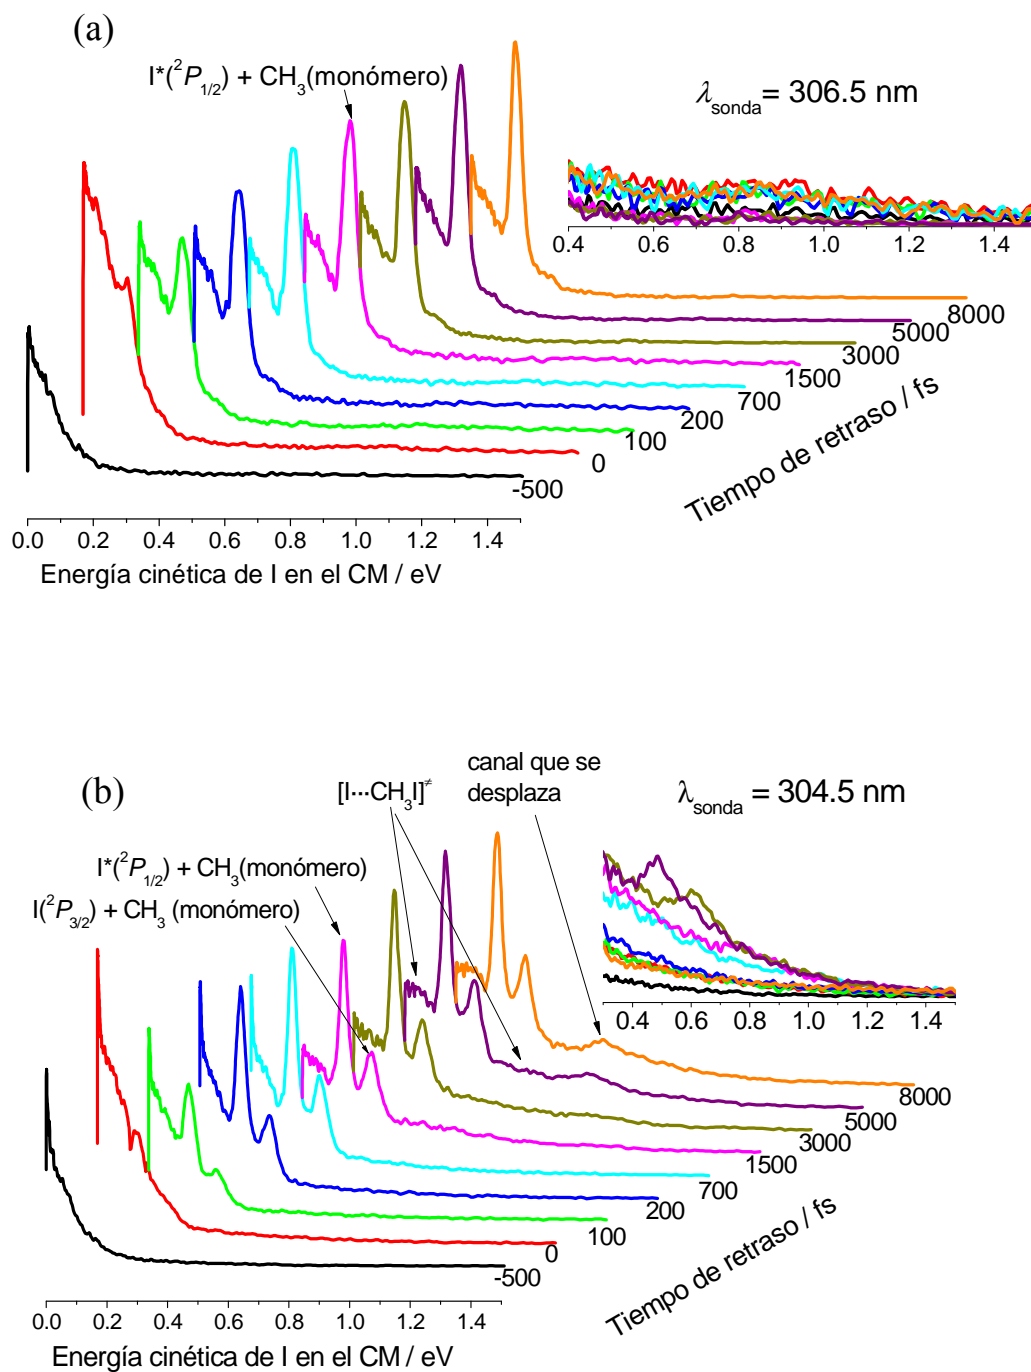 (a)
I*(²P₁/₂) + CH₃(monómero)
λsonda = 306.5 nm
0.4 0.6 0.8 1.0 1.2 1.4
8000
5000
3000
1500
700
200
100
0
-500
Tiempo de retraso / fs
0.0 0.2 0.4 0.6 0.8 1.0 1.2 1.4
Energía cinética de I en el CM / eV
(b)
canal que se
desplaza
[I···CH₃I]≠
λsonda = 304.5 nm
I*(²P₁/₂) + CH₃(monómero)
I(²P₃/₂) + CH₃ (monómero)
0.4 0.6 0.8 1.0 1.2 1.4
8000
5000
3000
1500
700
200
100
0
-500
Tiempo de retraso / fs
0.0 0.2 0.4 0.6 0.8 1.0 1.2 1.4
Energía cinética de I en el CM / eV